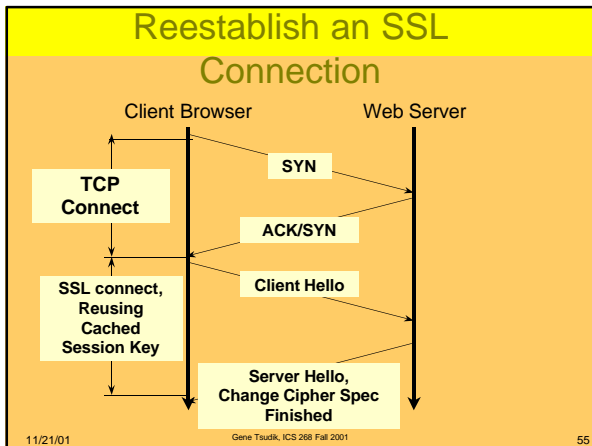 Reestablish an SSL
Connection
Client Browser
Web Server
SYN
TCP
Connect
ACK/SYN
Client Hello
SSL connect,
Reusing
Cached
Session Key
Server Hello,
Change Cipher Spec
Finished
11/21/01
Gene Tsudik, ICS 268 Fall 2001
55